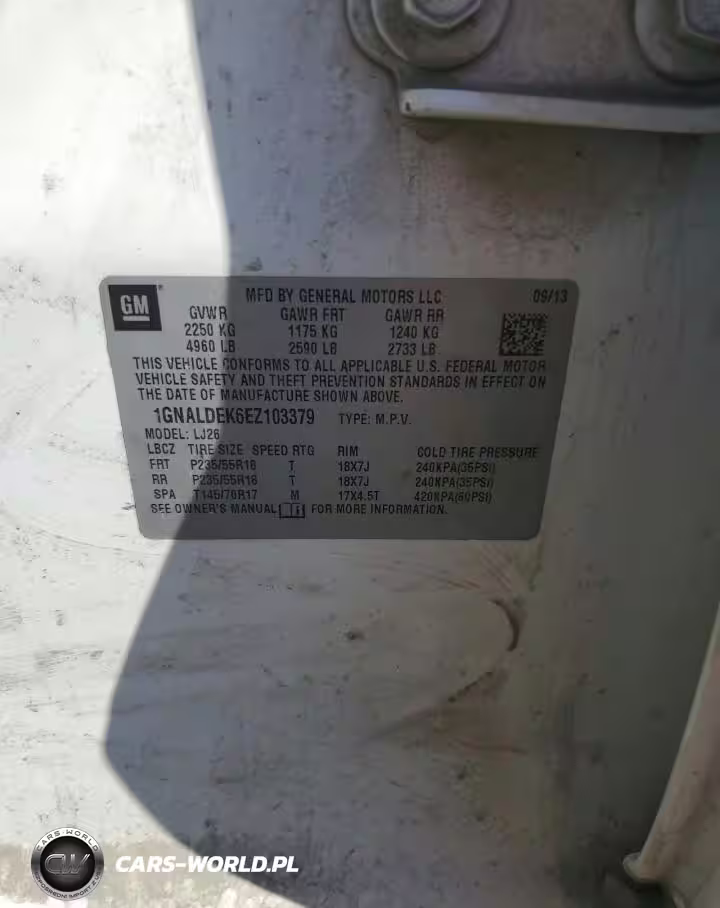 GM
MFD BY GENERAL MOTORS LLC 09/13
GVWR GAWR FRT GAWR RR
2250 KG 1175 KG 1240 KG
4960 LB 2590 LB 2733 LB
THIS VEHICLE CONFORMS TO ALL APPLICABLE U.S. FEDERAL MOTOR
VEHICLE SAFETY AND THEFT PREVENTION STANDARDS IN EFFECT ON
THE DATE OF MANUFACTURE SHOWN ABOVE.
1GNALDEK6EZ103379 TYPE: M.P.V.
MODEL: LJ26
LBCZ TIRE SIZE SPEED RTG RIM COLD TIRE PRESSURE
FRT P235/55R18 T 18X7J 240KPA(35PSI)
RR P235/55R18 T 18X7J 240KPA(35PSI)
SPA T145/70R17 M 17X4.5T 420KPA(60PSI)
SEE OWNER'S MANUAL FOR MORE INFORMATION.
CARS-WORLD
CW
CARS-WORLD.PL